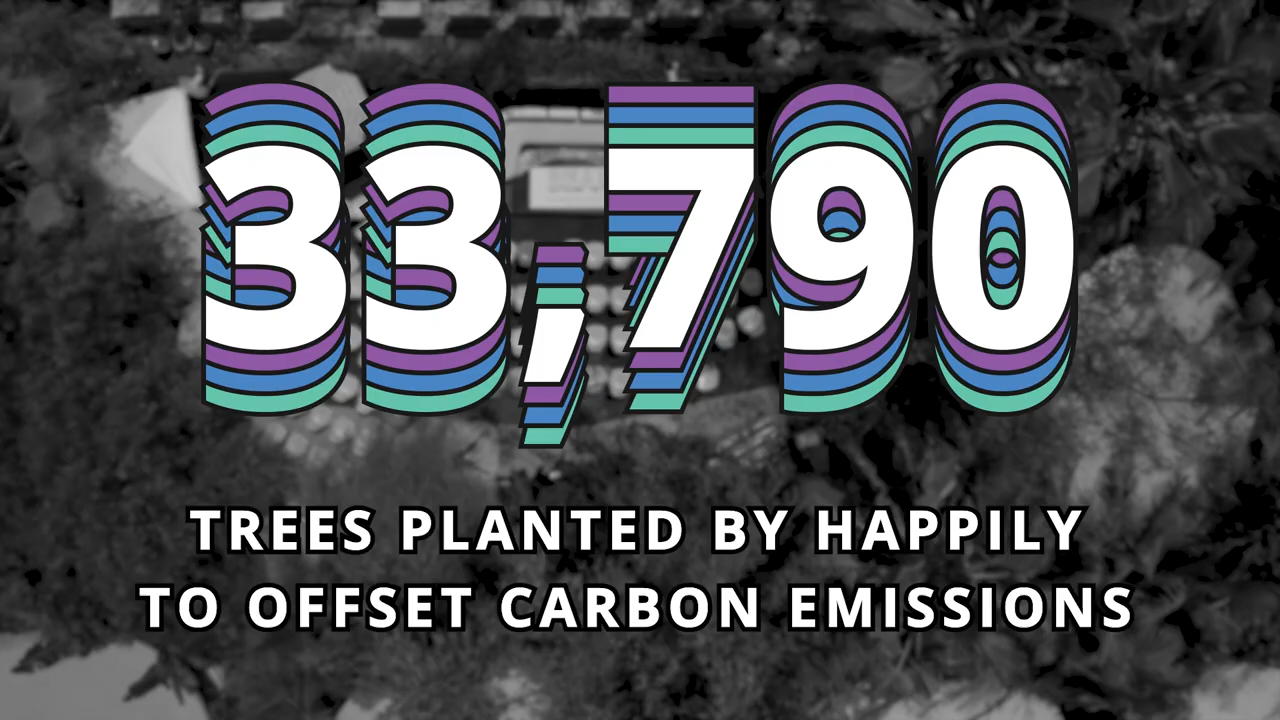 33,790
TREES PLANTED BY HAPPILY
TO OFFSET CARBON EMISSIONS